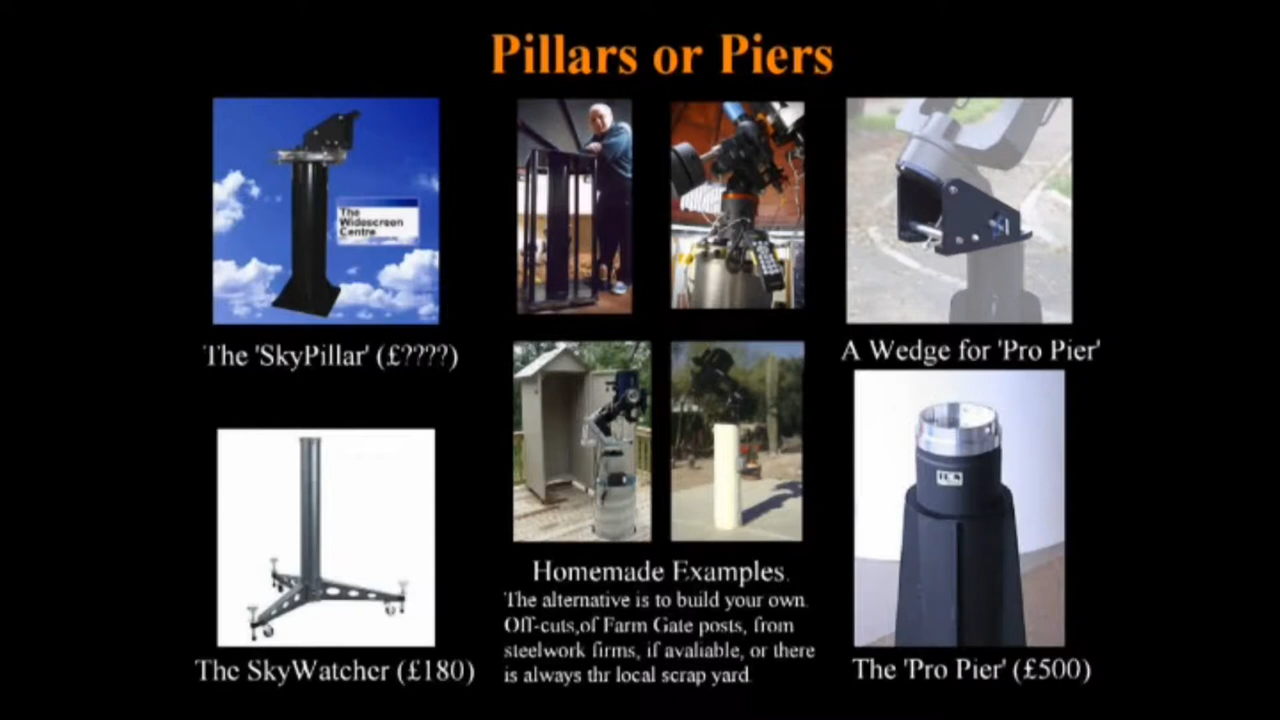 Pillars or Piers
The
Widescreen
Centre
The 'SkyPillar' (£????)
A Wedge for 'Pro Pier'
The SkyWatcher (£180)
Homemade Examples.
The alternative is to build your own.
Off-cuts,of Farm Gate posts, from
steelwork firms, if avaliable, or there
is always thr local scrap yard.
The 'Pro Pier' (£500)